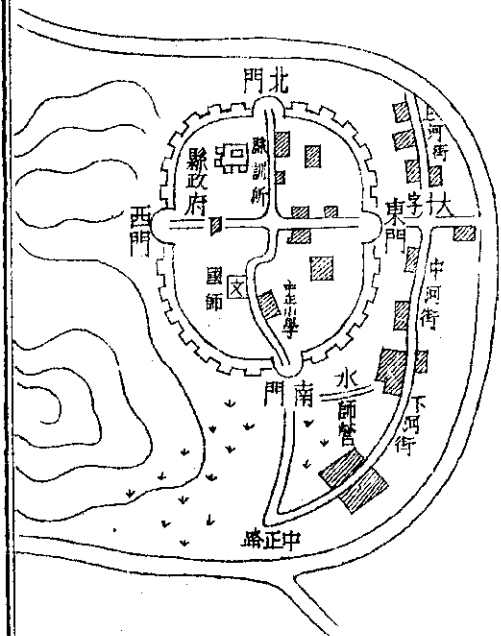 北門
縣政府
縣訓所
西門
東門
大十字
上河街
中河街
下河街
國師
文
中正小學
南門
水師營
中正路